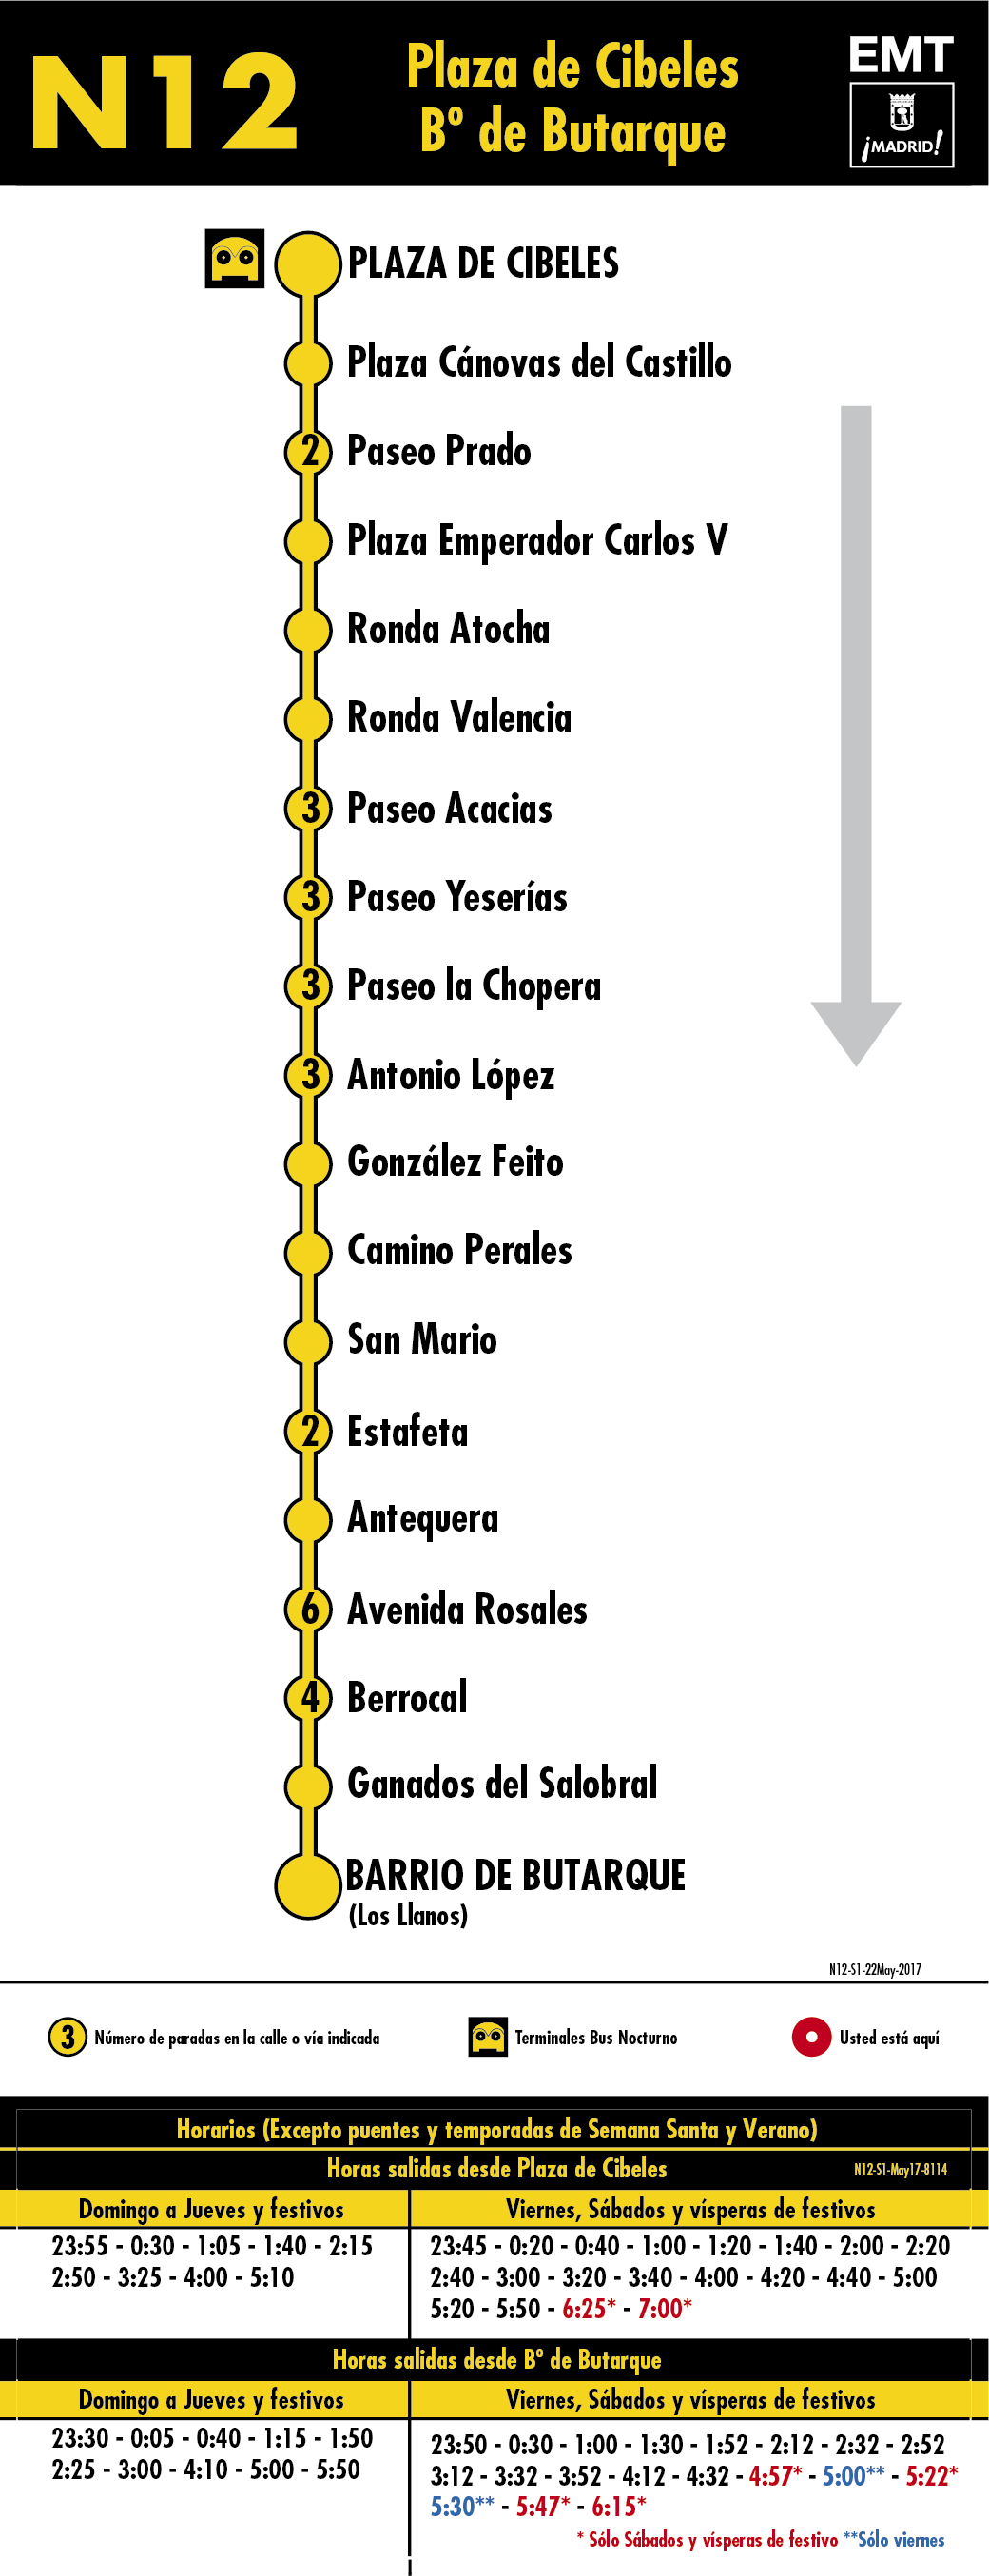 N12
Plaza de Cibeles
Bº de Butarque
EMT
¡MADRID!
PLAZA DE CIBELES
Plaza Cánovas del Castillo
2 Paseo Prado
Plaza Emperador Carlos V
Ronda Atocha
Ronda Valencia
3 Paseo Acacias
3 Paseo Yeserías
3 Paseo la Chopera
3 Antonio López
González Feito
Camino Perales
San Mario
2 Estafeta
Antequera
6 Avenida Rosales
4 Berrocal
Ganados del Salobral
BARRIO DE BUTARQUE
(Los Llanos)
N12-S1-22May-2017
3 Número de paradas en la calle o vía indicada
Terminales Bus Nocturno
Usted está aquí
Horarios (Excepto puentes y temporadas de Semana Santa y Verano)
Horas salidas desde Plaza de Cibeles
N12-S1-May17-8114
Domingo a Jueves y festivos
23:55 - 0:30 - 1:05 - 1:40 - 2:15
2:50 - 3:25 - 4:00 - 5:10
Viernes, Sábados y vísperas de festivos
23:45 - 0:20 - 0:40 - 1:00 - 1:20 - 1:40 - 2:00 - 2:20
2:40 - 3:00 - 3:20 - 3:40 - 4:00 - 4:20 - 4:40 - 5:00
5:20 - 5:50 - 6:25* - 7:00*
Horas salidas desde Bº de Butarque
Domingo a Jueves y festivos
23:30 - 0:05 - 0:40 - 1:15 - 1:50
2:25 - 3:00 - 4:10 - 5:00 - 5:50
Viernes, Sábados y vísperas de festivos
23:50 - 0:30 - 1:00 - 1:30 - 1:52 - 2:12 - 2:32 - 2:52
3:12 - 3:32 - 3:52 - 4:12 - 4:32 - 4:57* - 5:00** - 5:22*
5:30** - 5:47* - 6:15*
* Sólo Sábados y vísperas de festivo **Sólo viernes